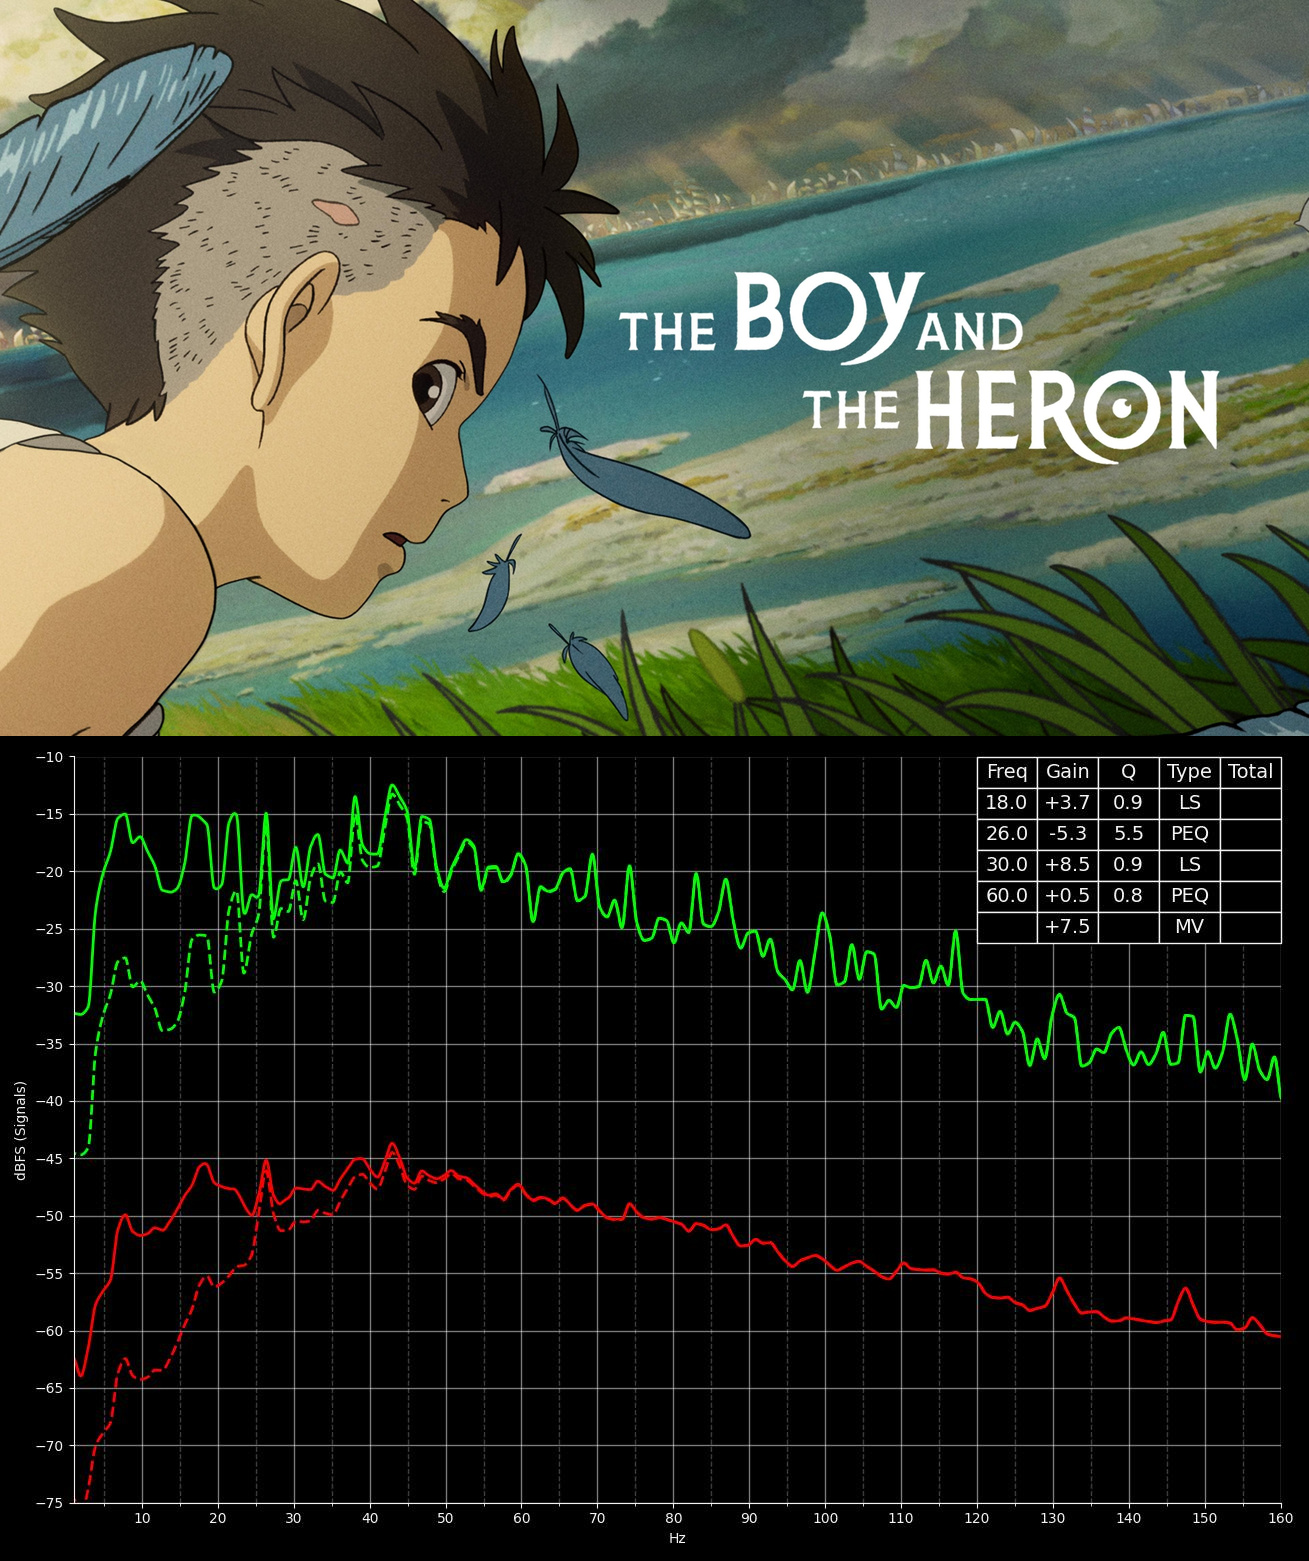 THE BOY AND
THE HERON
Freq Gain Q Type Total
18.0 +3.7 0.9 LS
26.0 -5.3 5.5 PEQ
30.0 +8.5 0.9 LS
60.0 +0.5 0.8 PEQ
+7.5 MV
dBFS (Signals)
−10
−15
−20
−25
−30
−35
−40
−45
−50
−55
−60
−65
−70
−75
10 20 30 40 50 60 70 80 90 100 110 120 130 140 150 160
Hz